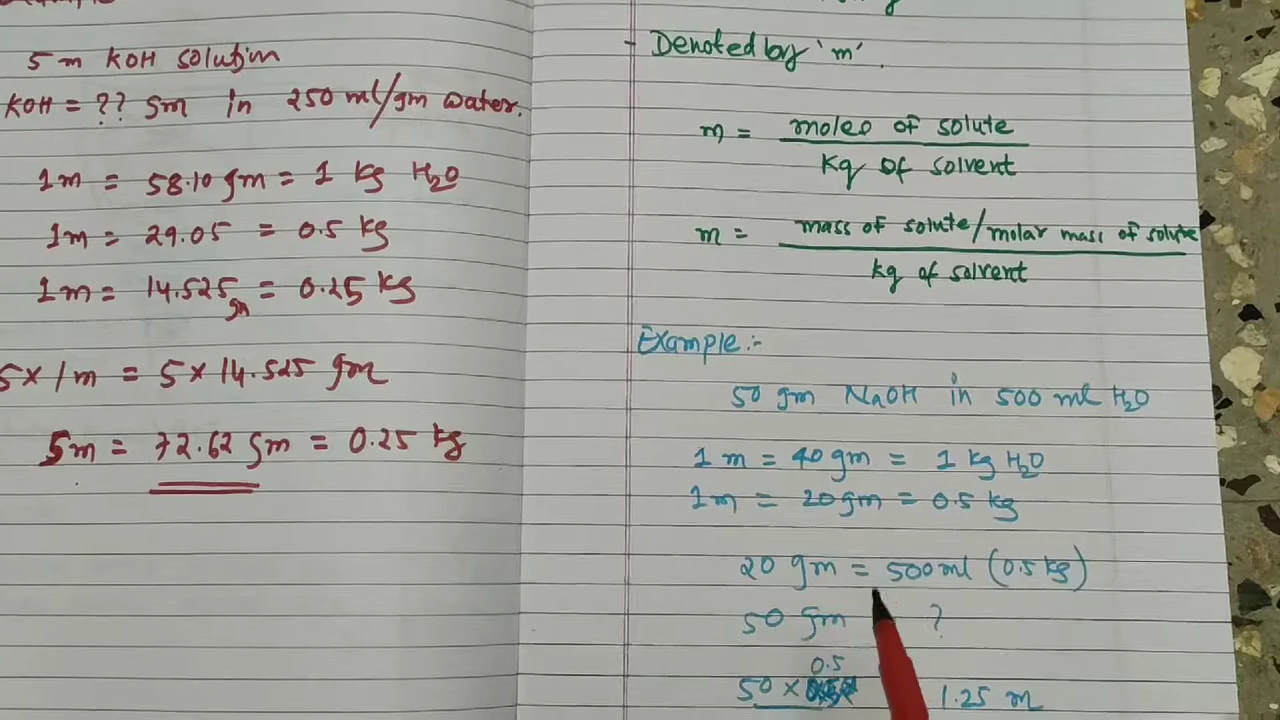 5 m KOH solution
KOH = ?? gm in 250 ml/gm water.
1m = 58.10 gm = 1 kg H2O
1m = 29.05 = 0.5 kg
1m = 14.525 gm = 0.25 kg
5 x 1m = 5 x 14.525 gm
5m = 72.62 gm = 0.25 kg
- Denoted by 'm'.
m = moles of solute
kg of solvent
m = mass of solute/molar mass of solute
kg of solvent
Example:-
50 gm NaOH in 500 ml H2O
1 m = 40 gm = 1 kg H2O
1 m = 20 gm = 0.5 kg
20 gm = 500 ml (0.5 kg)
50 gm ?
0.5
50 x 1.25 m